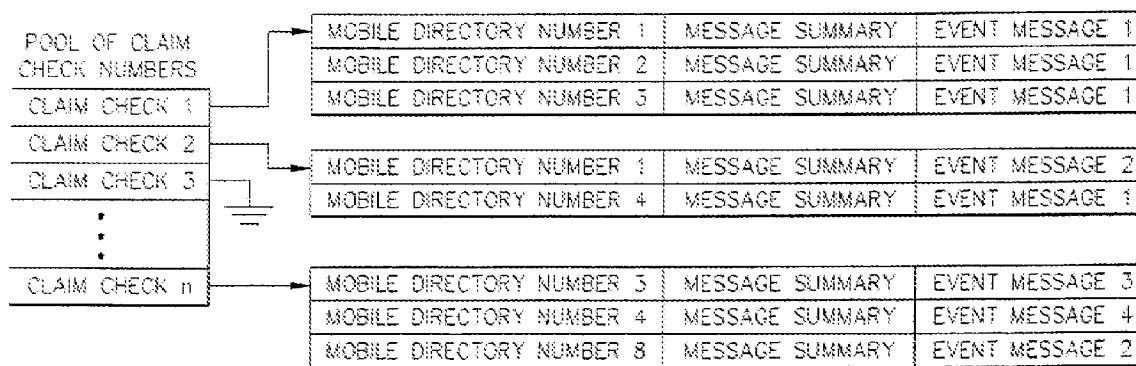 POOL OF CLAIM
CHECK NUMBERS
CLAIM CHECK 1
CLAIM CHECK 2
CLAIM CHECK 3
CLAIM CHECK n
MOBILE DIRECTORY NUMBER 1 MESSAGE SUMMARY EVENT MESSAGE 1
MOBILE DIRECTORY NUMBER 2 MESSAGE SUMMARY EVENT MESSAGE 1
MOBILE DIRECTORY NUMBER 3 MESSAGE SUMMARY EVENT MESSAGE 1
MOBILE DIRECTORY NUMBER 1 MESSAGE SUMMARY EVENT MESSAGE 2
MOBILE DIRECTORY NUMBER 4 MESSAGE SUMMARY EVENT MESSAGE 1
MOBILE DIRECTORY NUMBER 3 MESSAGE SUMMARY EVENT MESSAGE 3
MOBILE DIRECTORY NUMBER 4 MESSAGE SUMMARY EVENT MESSAGE 4
MOBILE DIRECTORY NUMBER 8 MESSAGE SUMMARY EVENT MESSAGE 2